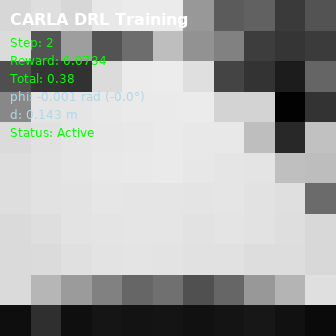 CARLA DRL Training
Step: 2
Reward: 0.0734
Total: 0.38
phi: -0.001 rad (-0.0°)
d: 0.143 m
Status: Active